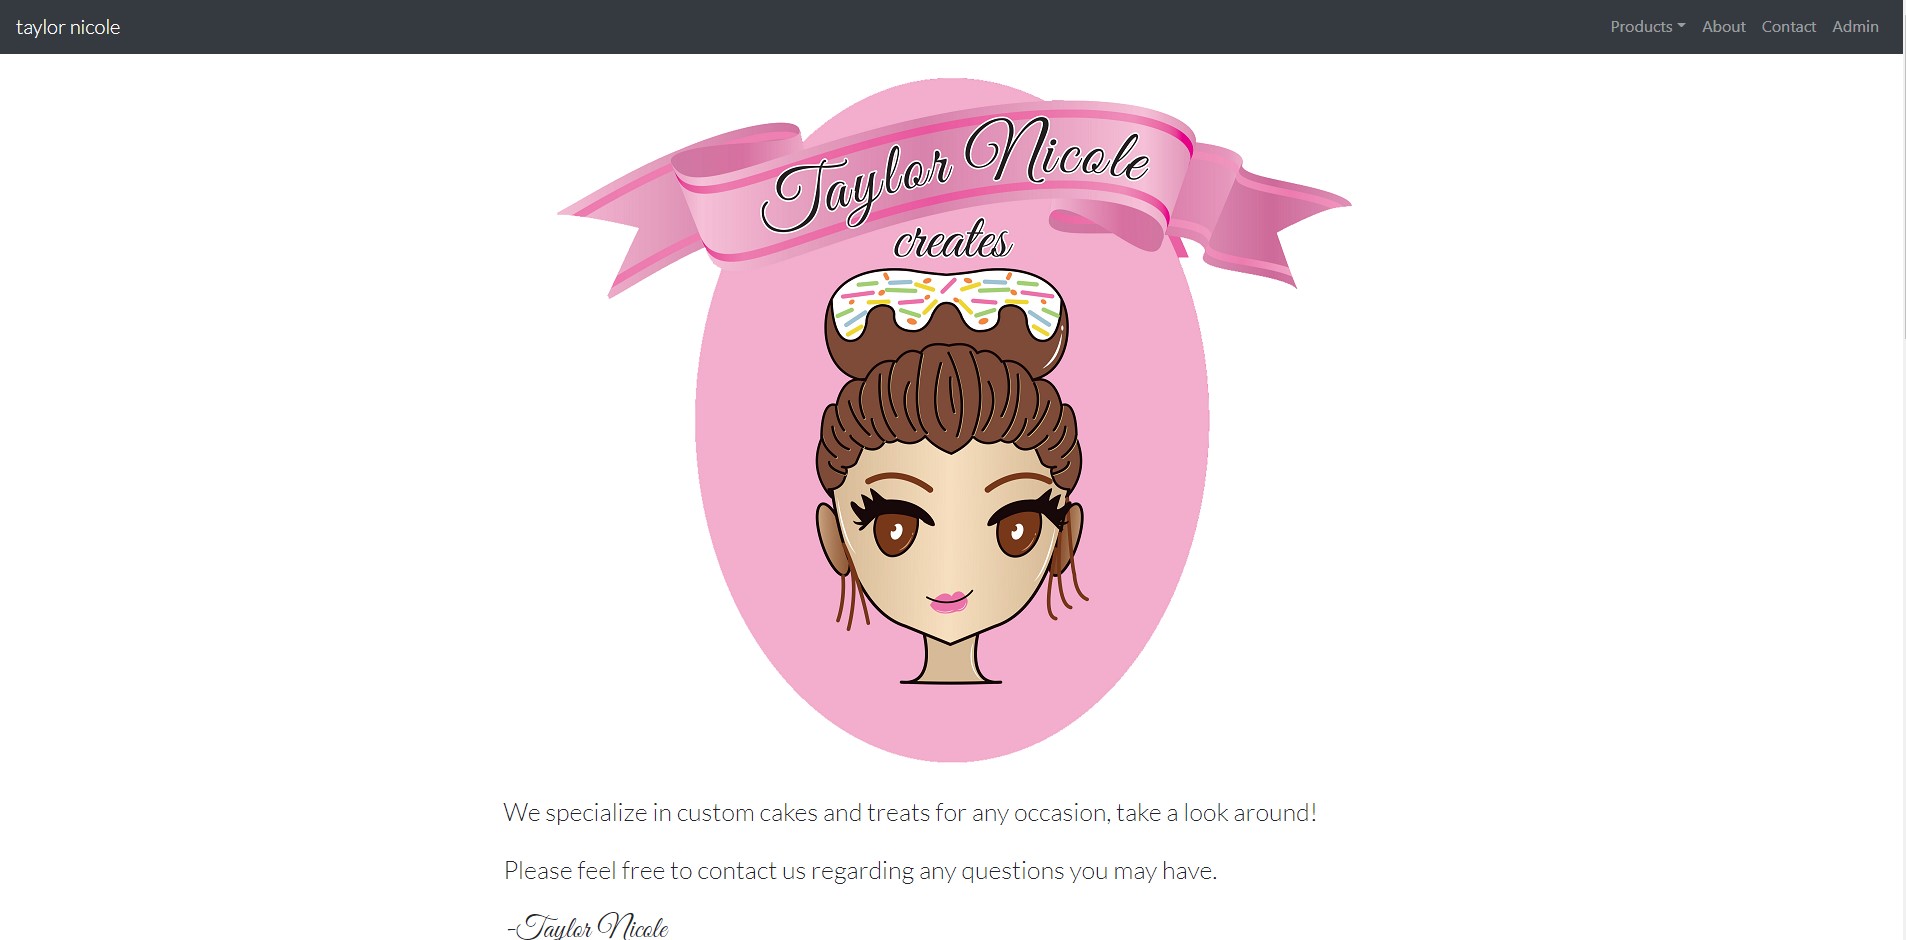 taylor nicole
Products About Contact Admin
Taylor Nicole
creates
We specialize in custom cakes and treats for any occasion, take a look around!
Please feel free to contact us regarding any questions you may have.
-Taylor Nicole